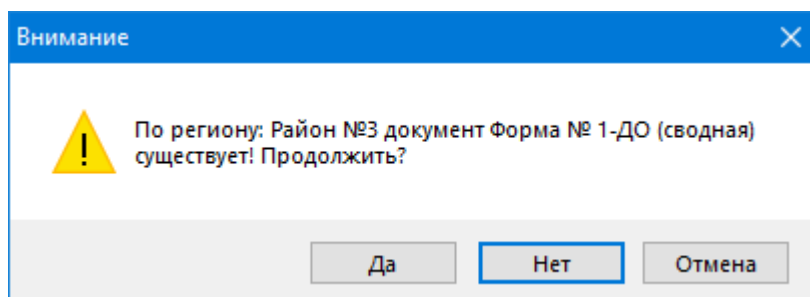 Внимание
По региону: Район №3 документ Форма № 1-ДО (сводная)
существует! Продолжить?
Да
Нет
Отмена